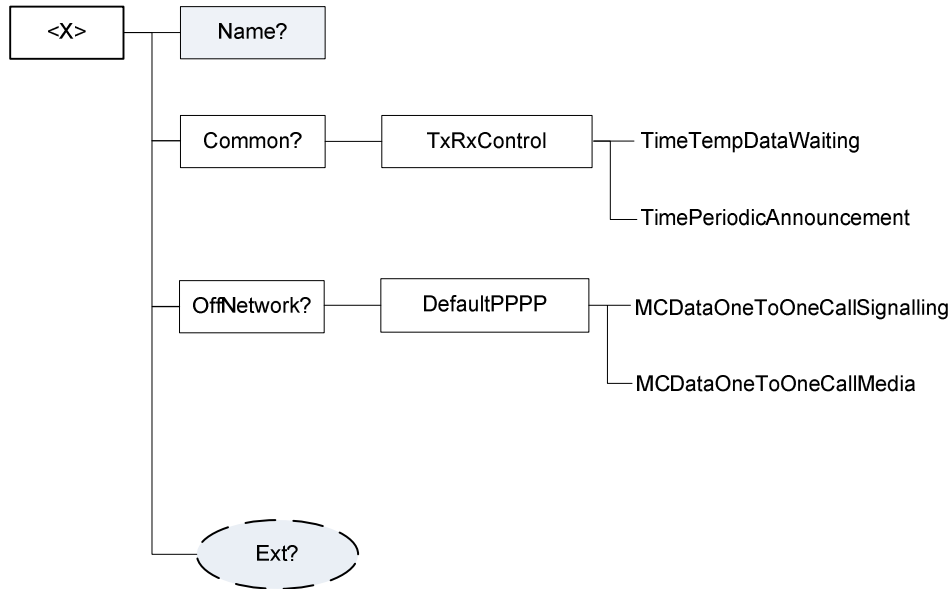 <X>
Name?
Common?
TxRxControl
TimeTempDataWaiting
TimePeriodicAnnouncement
OffNetwork?
DefaultPPPP
MCDataOneToOneCallSignalling
MCDataOneToOneCallMedia
Ext?